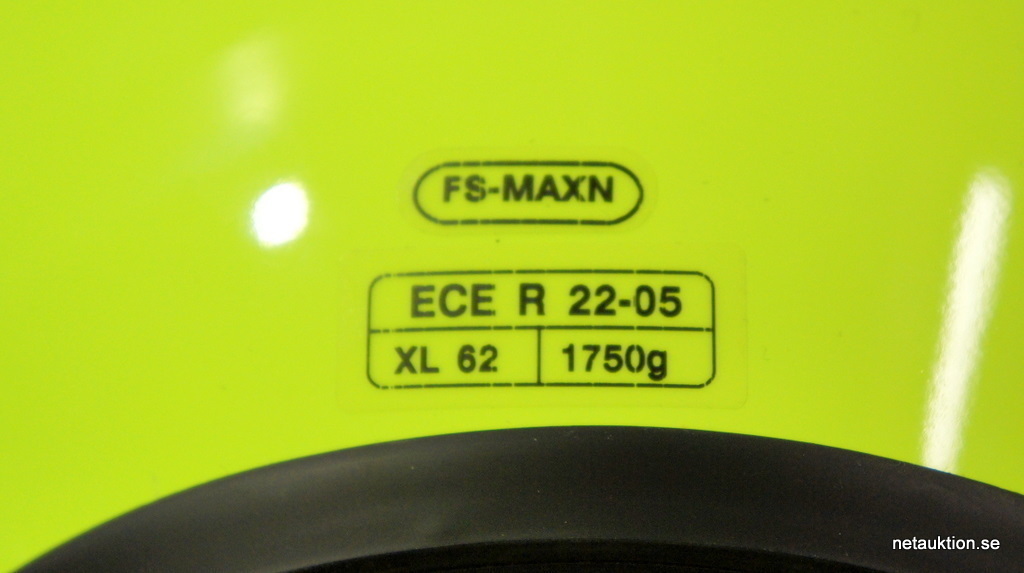 FS-MAXN
ECE R 22-05
XL 62 1750g
netauktion.se